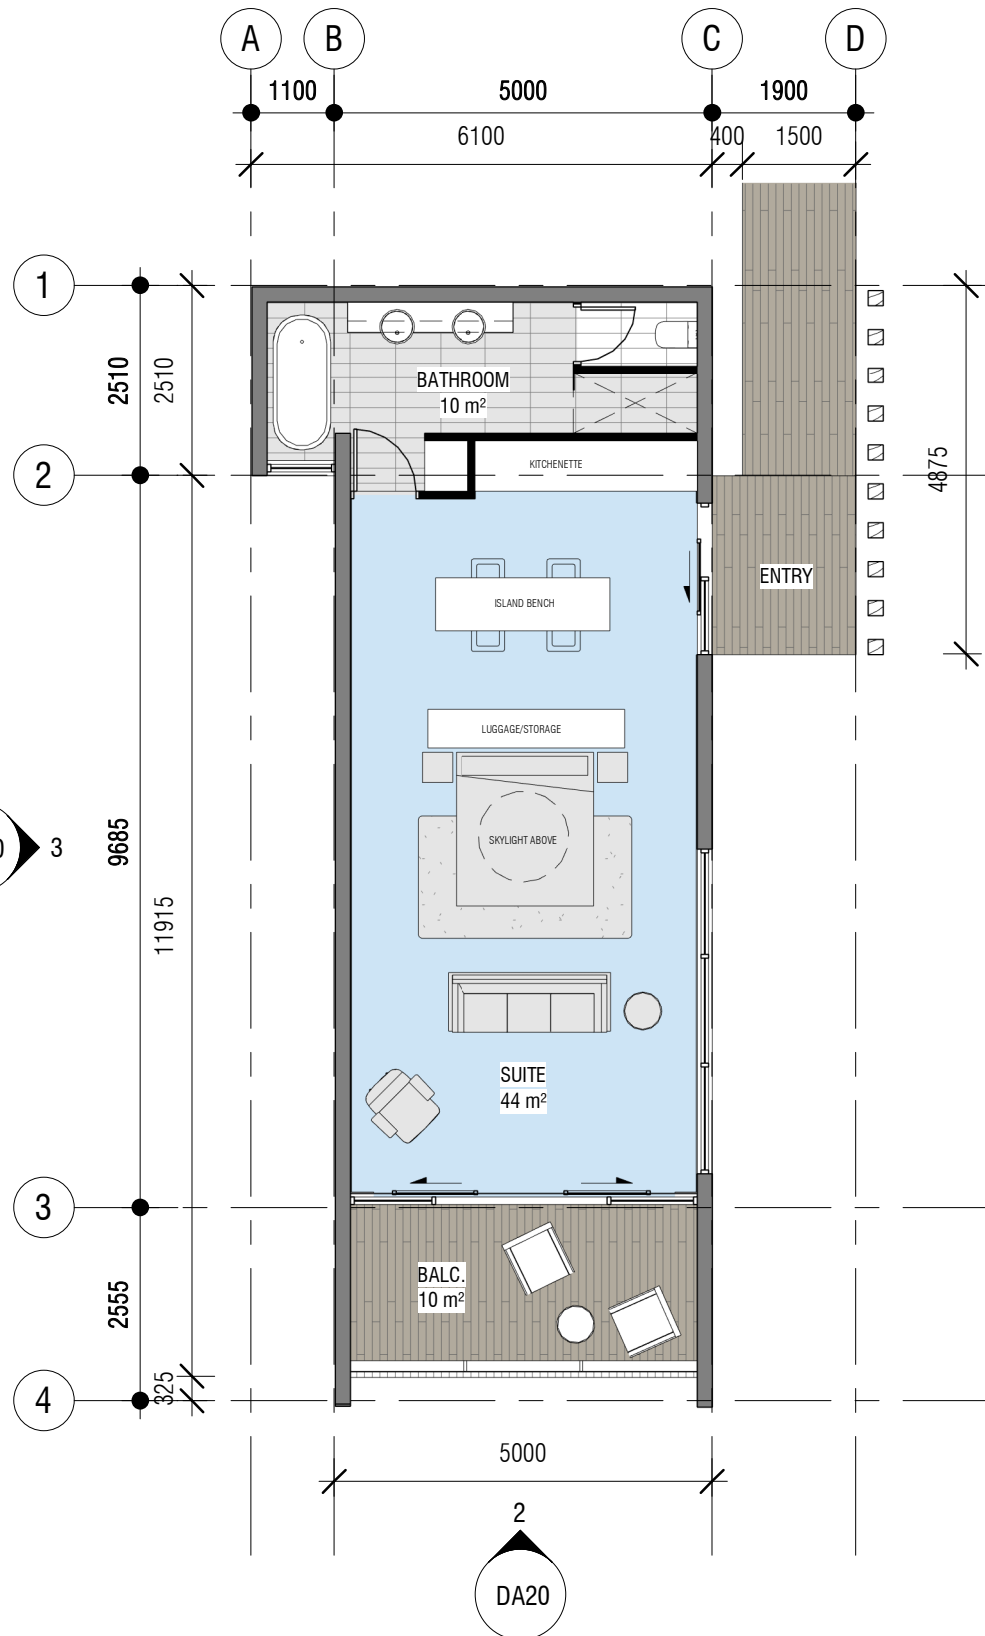 A B C D
1100 5000 1900
6100 400 1500
1
2510 2510
BATHROOM
10 m²
2
KITCHENETTE
4875
ENTRY
ISLAND BENCH
LUGGAGE/STORAGE
SKYLIGHT ABOVE
3
9685
11915
SUITE
44 m²
3
BALC.
10 m²
2555
325
4
5000
2
DA20